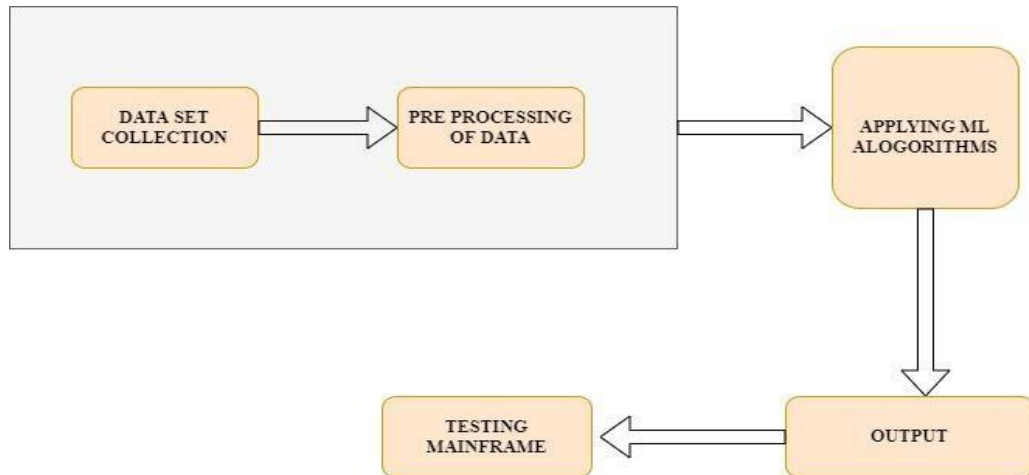 DATA SET
COLLECTION
PRE PROCESSING
OF DATA
APPLYING ML
ALOGORITHMS
TESTING
MAINFRAME
OUTPUT